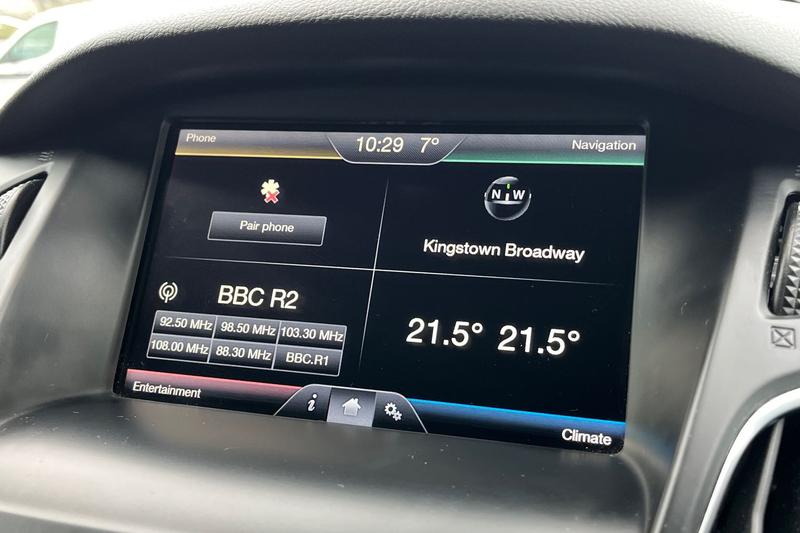 Phone
10:29 7°
Navigation
Pair phone
N W
Kingstown Broadway
BBC R2
92.50 MHz 98.50 MHz 103.30 MHz
108.00 MHz 88.30 MHz BBC.R1
21.5° 21.5°
Entertainment
i
Climate